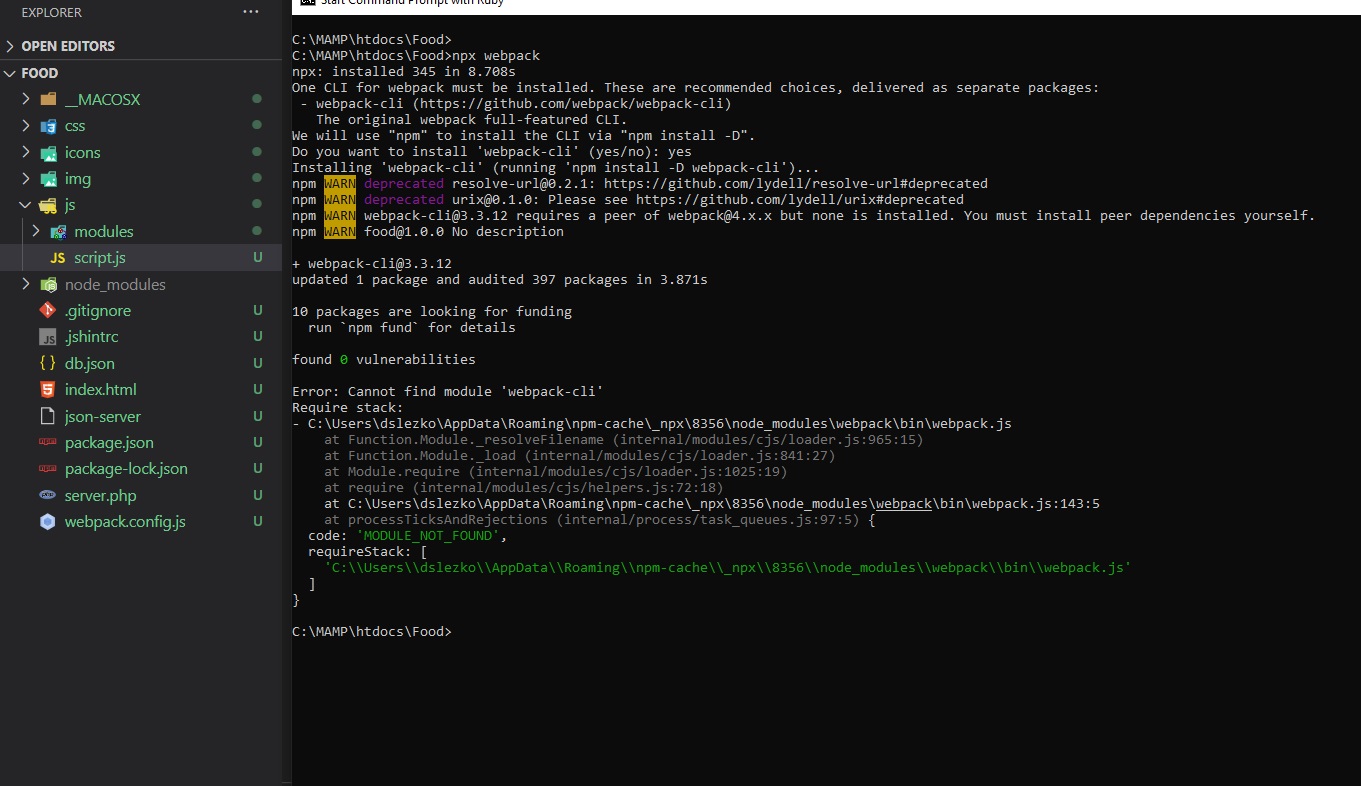 EXPLORER
OPEN EDITORS
FOOD
__MACOSX
css
icons
img
js
modules
JS script.js U
node_modules
.gitignore U
JS .jshintrc U
{ } db.json U
index.html U
json-server U
package.json U
package-lock.json U
server.php U
webpack.config.js U
Start Command Prompt with Ruby
C:\MAMP\htdocs\Food>
C:\MAMP\htdocs\Food>npx webpack
npx: installed 345 in 8.708s
One CLI for webpack must be installed. These are recommended choices, delivered as separate packages:
- webpack-cli (https://github.com/webpack/webpack-cli)
The original webpack full-featured CLI.
We will use "npm" to install the CLI via "npm install -D".
Do you want to install 'webpack-cli' (yes/no): yes
Installing 'webpack-cli' (running 'npm install -D webpack-cli')...
npm WARN deprecated resolve-url@0.2.1: https://github.com/lydell/resolve-url#deprecated
npm WARN deprecated urix@0.1.0: Please see https://github.com/lydell/urix#deprecated
npm WARN webpack-cli@3.3.12 requires a peer of webpack@4.x.x but none is installed. You must install peer dependencies yourself.
npm WARN food@1.0.0 No description
+ webpack-cli@3.3.12
updated 1 package and audited 397 packages in 3.871s
10 packages are looking for funding
run `npm fund` for details
found 0 vulnerabilities
Error: Cannot find module 'webpack-cli'
Require stack:
- C:\Users\dslezko\AppData\Roaming\npm-cache\_npx\8356\node_modules\webpack\bin\webpack.js
at Function.Module._resolveFilename (internal/modules/cjs/loader.js:965:15)
at Function.Module._load (internal/modules/cjs/loader.js:841:27)
at Module.require (internal/modules/cjs/loader.js:1025:19)
at require (internal/modules/cjs/helpers.js:72:18)
at C:\Users\dslezko\AppData\Roaming\npm-cache\_npx\8356\node_modules\webpack\bin\webpack.js:143:5
at processTicksAndRejections (internal/process/task_queues.js:97:5) {
code: 'MODULE_NOT_FOUND',
requireStack: [
'C:\\Users\\dslezko\\AppData\\Roaming\\npm-cache\\_npx\\8356\\node_modules\\webpack\\bin\\webpack.js'
]
}
C:\MAMP\htdocs\Food>